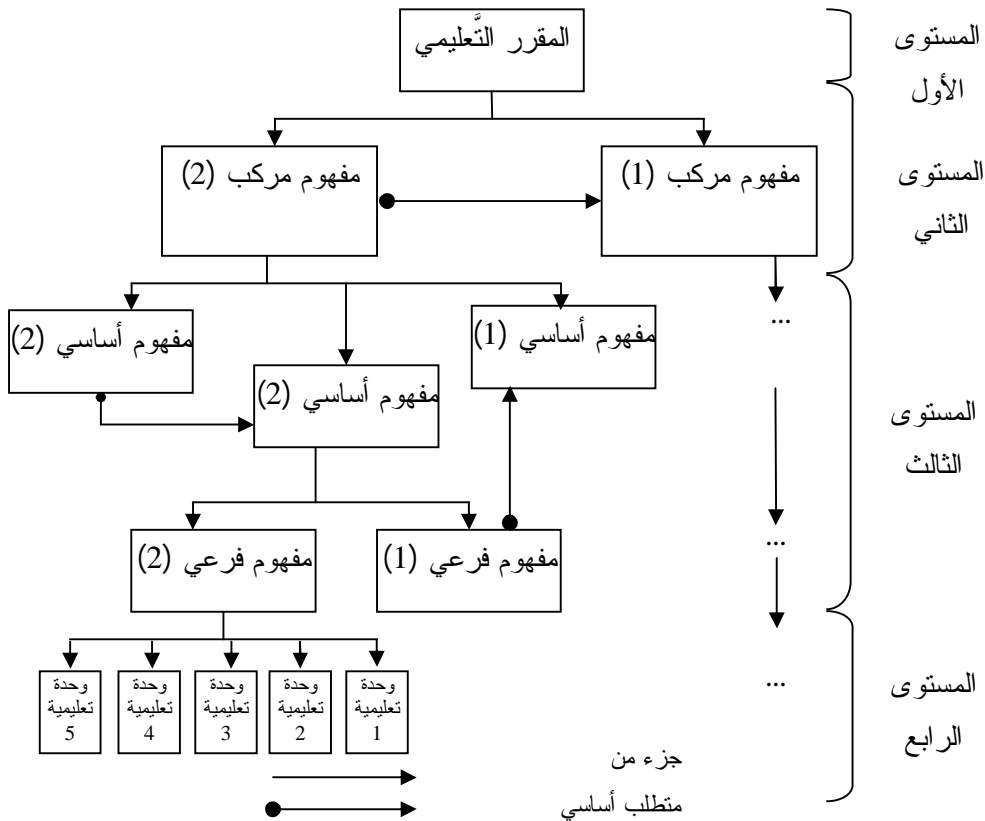 المقرر التَّعليمي
المستوى
الأول
مفهوم مركب (1)
مفهوم مركب (2)
المستوى
الثاني
مفهوم أساسي (1)
مفهوم أساسي (2)
مفهوم أساسي (2)
...
المستوى
الثالث
مفهوم فرعي (1)
مفهوم فرعي (2)
...
وحدة
تعليمية
1
وحدة
تعليمية
2
وحدة
تعليمية
3
وحدة
تعليمية
4
وحدة
تعليمية
5
...
المستوى
الرابع
جزء من
متطلب أساسي